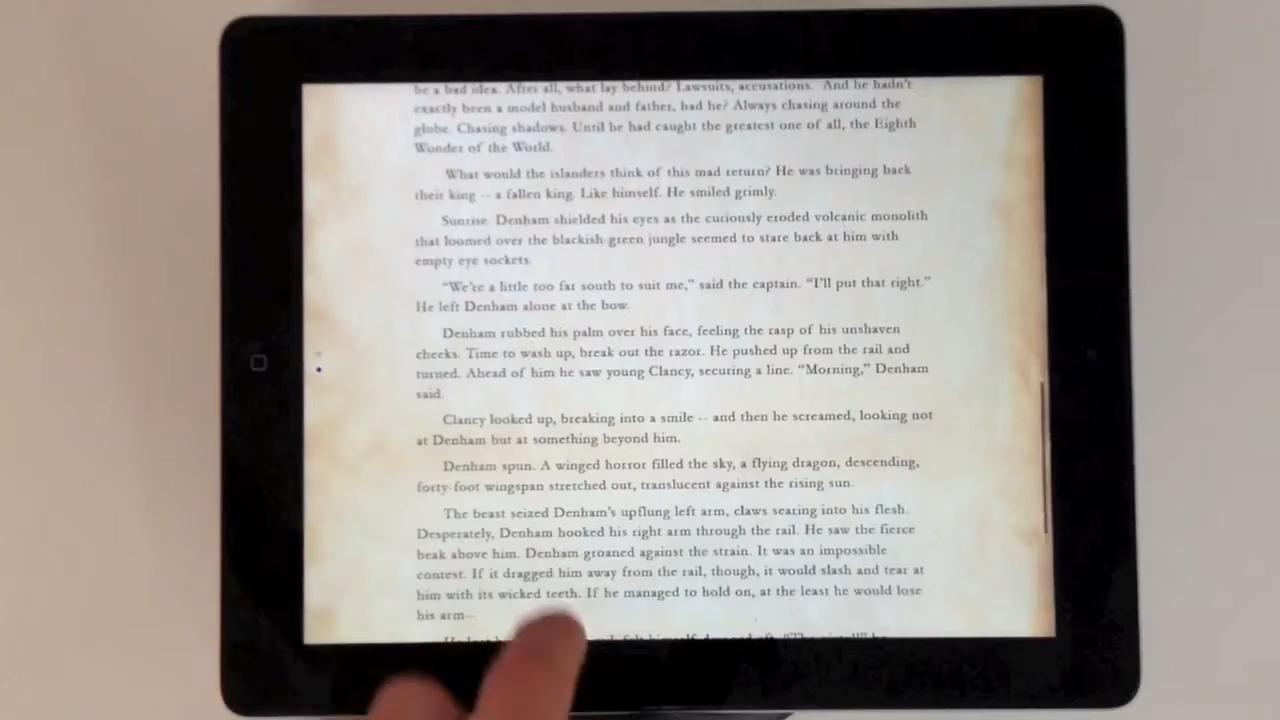 be a bad idea. After all, what lay behind? Lawsuits, accusations. And he hadn't
exactly been a model husband and father, had he? Always chasing around the
globe. Chasing shadows. Until he had caught the greatest one of all, the Eighth
Wonder of the World.
What would the islanders think of this mad return? He was bringing back
their king -- a fallen king. Like himself. He smiled grimly.
Sunrise. Denham shielded his eyes as the curiously eroded volcanic monolith
that loomed over the blackish-green jungle seemed to stare back at him with
empty eye sockets.
“We're a little too far south to suit me,” said the captain. “I'll put that right.”
He left Denham alone at the bow.
Denham rubbed his palm over his face, feeling the rasp of his unshaven
cheeks. Time to wash up, break out the razor. He pushed up from the rail and
turned. Ahead of him he saw young Clancy, securing a line. “Morning,” Denham
said.
Clancy looked up, breaking into a smile -- and then he screamed, looking not
at Denham but at something beyond him.
Denham spun. A winged horror filled the sky, a flying dragon, descending,
forty-foot wingspan stretched out, translucent against the rising sun.
The beast seized Denham's upflung left arm, claws searing into his flesh.
Desperately, Denham hooked his right arm through the rail. He saw the fierce
beak above him. Denham groaned against the strain. It was an impossible
contest. If it dragged him away from the rail, though, it would slash and tear at
him with its wicked teeth. If he managed to hold on, at the least he would lose
his arm--